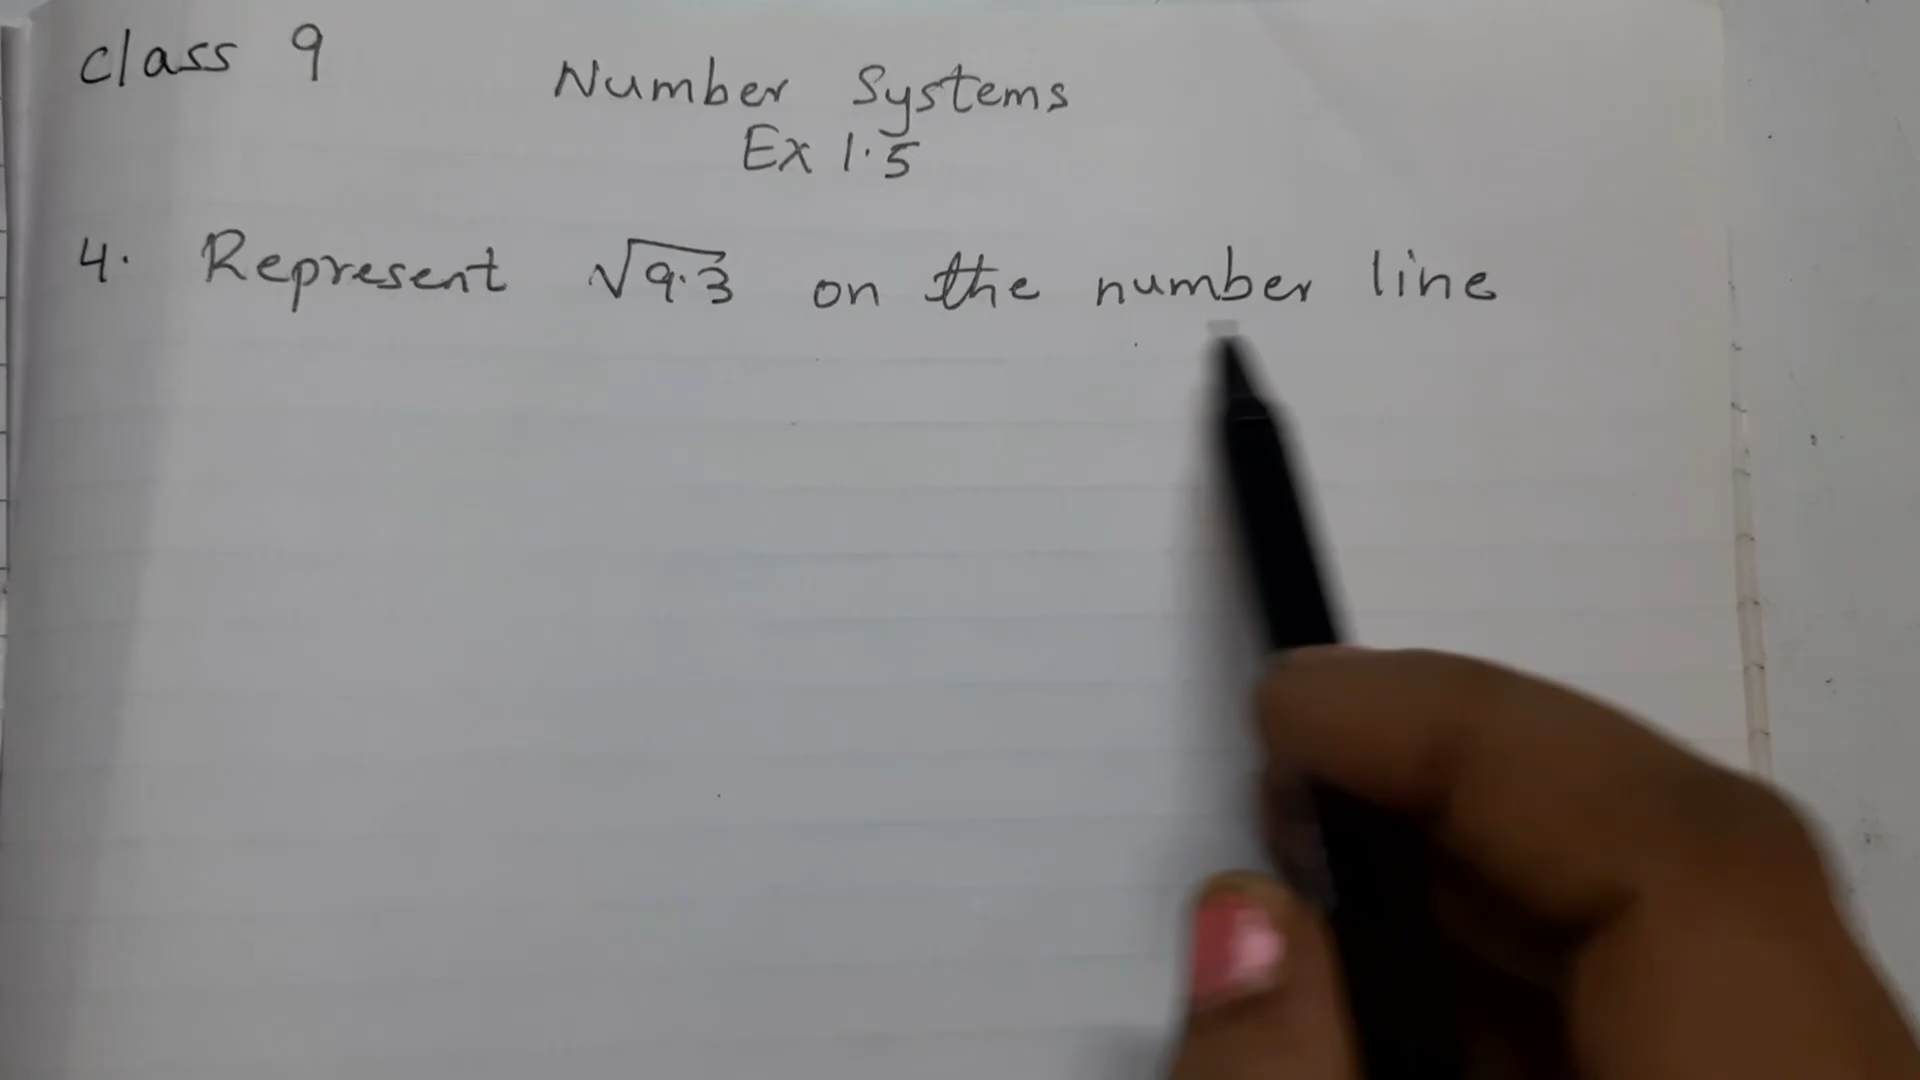 class 9
Number Systems
Ex 1.5
4. Represent √9.3 on the number line